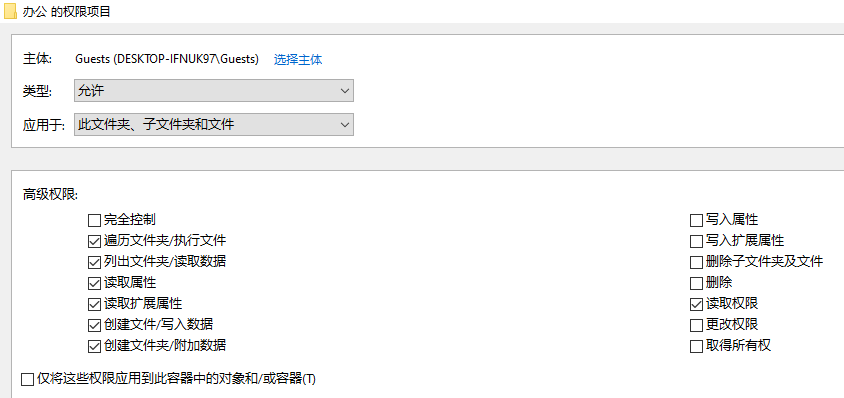 办公 的权限项目
主体: Guests (DESKTOP-IFNUK97\Guests) 选择主体
类型: 允许
应用于: 此文件夹、子文件夹和文件
高级权限:
完全控制 写入属性
遍历文件夹/执行文件 写入扩展属性
列出文件夹/读取数据 删除子文件夹及文件
读取属性 删除
读取扩展属性 读取权限
创建文件/写入数据 更改权限
创建文件夹/附加数据 取得所有权
仅将这些权限应用到此容器中的对象和/或容器(T)